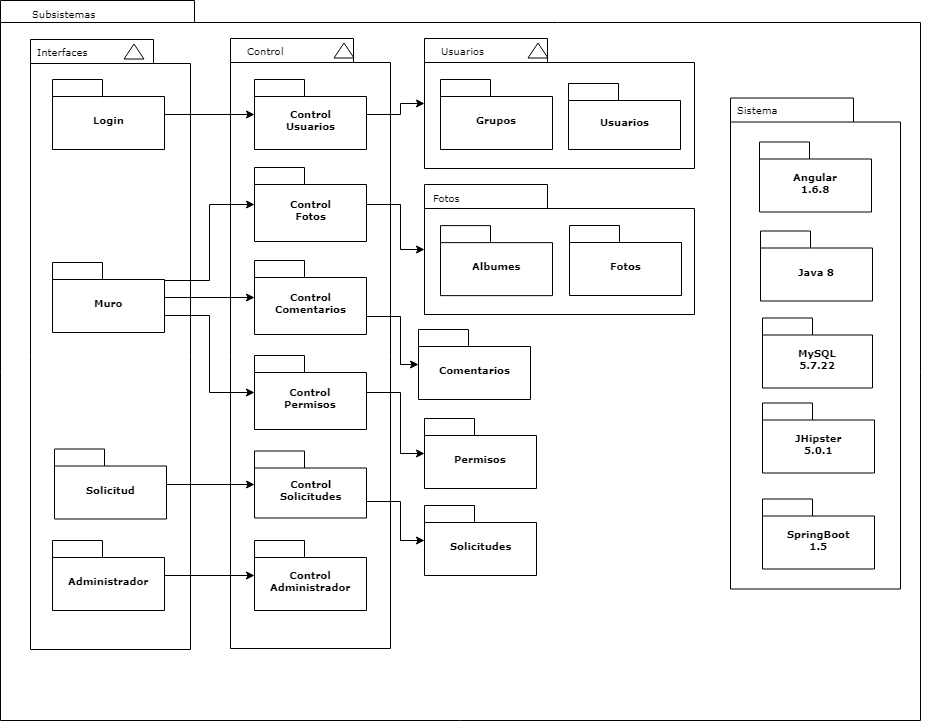 Subsistemas
Interfaces
Login
Muro
Solicitud
Administrador
Control
Control
Usuarios
Control
Fotos
Control
Comentarios
Control
Permisos
Control
Solicitudes
Control
Administrador
Usuarios
Grupos
Usuarios
Fotos
Albumes
Fotos
Comentarios
Permisos
Solicitudes
Sistema
Angular
1.6.8
Java 8
MySQL
5.7.22
JHipster
5.0.1
SpringBoot
1.5